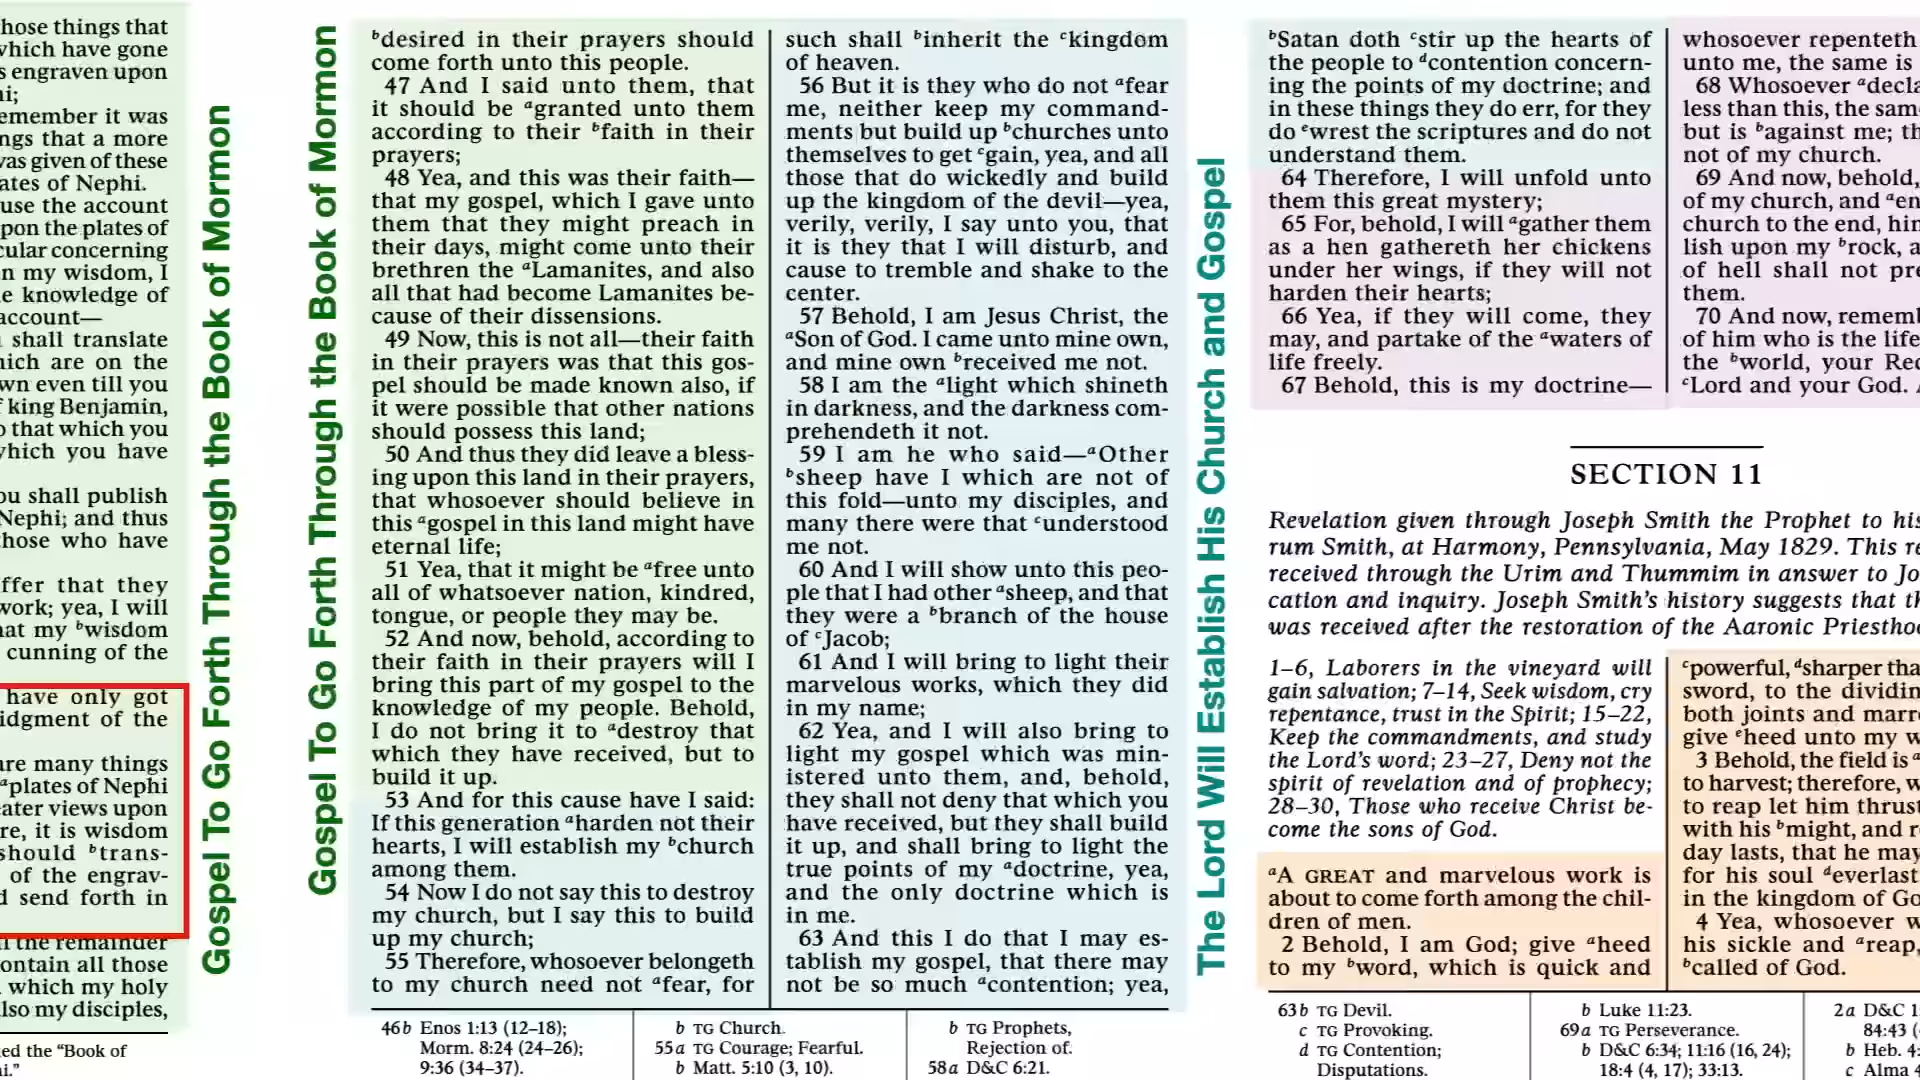 hose things that
which have gone
s engraven upon
emember it was
ngs that a more
was given of these
ates of Nephi.
use the account
pon the plates of
cular concerning
n my wisdom, I
e knowledge of
account—
shall translate
hich are on the
wn even till you
king Benjamin,
o that which you
which you have
ou shall publish
Nephi; and thus
those who have
ffer that they
work; yea, I will
hat my ᵇwisdom
cunning of the
have only got
idgment of the
are many things
ᵃplates of Nephi
eater views upon
re, it is wisdom
should ᵇtrans-
of the engrav-
d send forth in
the remainder
ontain all those
which my holy
lso my disciples,
ed the “Book of
Gospel To Go Forth Through the Book of Mormon
Gospel To Go Forth Through the Book of Mormon
ᵇdesired in their prayers should
come forth unto this people.
47 And I said unto them, that
it should be ᵃgranted unto them
according to their ᵇfaith in their
prayers;
48 Yea, and this was their faith—
that my gospel, which I gave unto
them that they might preach in
their days, might come unto their
brethren the ᵃLamanites, and also
all that had become Lamanites be-
cause of their dissensions.
49 Now, this is not all—their faith
in their prayers was that this gos-
pel should be made known also, if
it were possible that other nations
should possess this land;
50 And thus they did leave a bless-
ing upon this land in their prayers,
that whosoever should believe in
this ᵃgospel in this land might have
eternal life;
51 Yea, that it might be ᵃfree unto
all of whatsoever nation, kindred,
tongue, or people they may be.
52 And now, behold, according to
their faith in their prayers will I
bring this part of my gospel to the
knowledge of my people. Behold,
I do not bring it to ᵃdestroy that
which they have received, but to
build it up.
53 And for this cause have I said:
If this generation ᵃharden not their
hearts, I will establish my ᵇchurch
among them.
54 Now I do not say this to destroy
my church, but I say this to build
up my church;
55 Therefore, whosoever belongeth
to my church need not ᵃfear, for
such shall ᵇinherit the ᶜkingdom
of heaven.
56 But it is they who do not ᵃfear
me, neither keep my command-
ments but build up ᵇchurches unto
themselves to get ᶜgain, yea, and all
those that do wickedly and build
up the kingdom of the devil—yea,
verily, verily, I say unto you, that
it is they that I will disturb, and
cause to tremble and shake to the
center.
57 Behold, I am Jesus Christ, the
ᵃSon of God. I came unto mine own,
and mine own ᵇreceived me not.
58 I am the ᵃlight which shineth
in darkness, and the darkness com-
prehendeth it not.
59 I am he who said—ᵃOther
ᵇsheep have I which are not of
this fold—unto my disciples, and
many there were that ᶜunderstood
me not.
60 And I will show unto this peo-
ple that I had other ᵃsheep, and that
they were a ᵇbranch of the house
of ᶜJacob;
61 And I will bring to light their
marvelous works, which they did
in my name;
62 Yea, and I will also bring to
light my gospel which was min-
istered unto them, and, behold,
they shall not deny that which you
have received, but they shall build
it up, and shall bring to light the
true points of my ᵃdoctrine, yea,
and the only doctrine which is
in me.
63 And this I do that I may es-
tablish my gospel, that there may
not be so much ᵃcontention; yea,
46b Enos 1:13 (12–18);
Morm. 8:24 (24–26);
9:36 (34–37).
b TG Church.
55a TG Courage; Fearful.
b Matt. 5:10 (3, 10).
b TG Prophets,
Rejection of.
58a D&C 6:21.
The Lord Will Establish His Church and Gospel
ᵇSatan doth ᶜstir up the hearts of
the people to ᵈcontention concern-
ing the points of my doctrine; and
in these things they do err, for they
do ᵉwrest the scriptures and do not
understand them.
64 Therefore, I will unfold unto
them this great mystery;
65 For, behold, I will ᵃgather them
as a hen gathereth her chickens
under her wings, if they will not
harden their hearts;
66 Yea, if they will come, they
may, and partake of the ᵃwaters of
life freely.
67 Behold, this is my doctrine—
whosoever repenteth
unto me, the same is
68 Whosoever ᵃdecla
less than this, the sam
but is ᵇagainst me; th
not of my church.
69 And now, behold,
of my church, and ᵃen
church to the end, him
lish upon my ᵇrock, a
of hell shall not pre
them.
70 And now, rememb
of him who is the life
the ᵇworld, your Red
ᶜLord and your God. A
SECTION 11
Revelation given through Joseph Smith the Prophet to his
rum Smith, at Harmony, Pennsylvania, May 1829. This re
received through the Urim and Thummim in answer to Jo
cation and inquiry. Joseph Smith’s history suggests that th
was received after the restoration of the Aaronic Priesthoo
1–6, Laborers in the vineyard will
gain salvation; 7–14, Seek wisdom, cry
repentance, trust in the Spirit; 15–22,
Keep the commandments, and study
the Lord’s word; 23–27, Deny not the
spirit of revelation and of prophecy;
28–30, Those who receive Christ be-
come the sons of God.
ᵃA GREAT and marvelous work is
about to come forth among the chil-
dren of men.
2 Behold, I am God; give ᵃheed
to my ᵇword, which is quick and
ᶜpowerful, ᵈsharper tha
sword, to the dividin
both joints and marr
give ᵉheed unto my w
3 Behold, the field is ᵃ
to harvest; therefore, w
to reap let him thrust
with his ᵇmight, and r
day lasts, that he may
for his soul ᵈeverlast
in the kingdom of Go
4 Yea, whosoever w
his sickle and ᵃreap,
ᵇcalled of God.
63b TG Devil.
c TG Provoking.
d TG Contention;
Disputations.
b Luke 11:23.
69a TG Perseverance.
b D&C 6:34; 11:16 (16, 24);
18:4 (4, 17); 33:13.
2a D&C 1
84:43 (
b Heb. 4:
c Alma 4